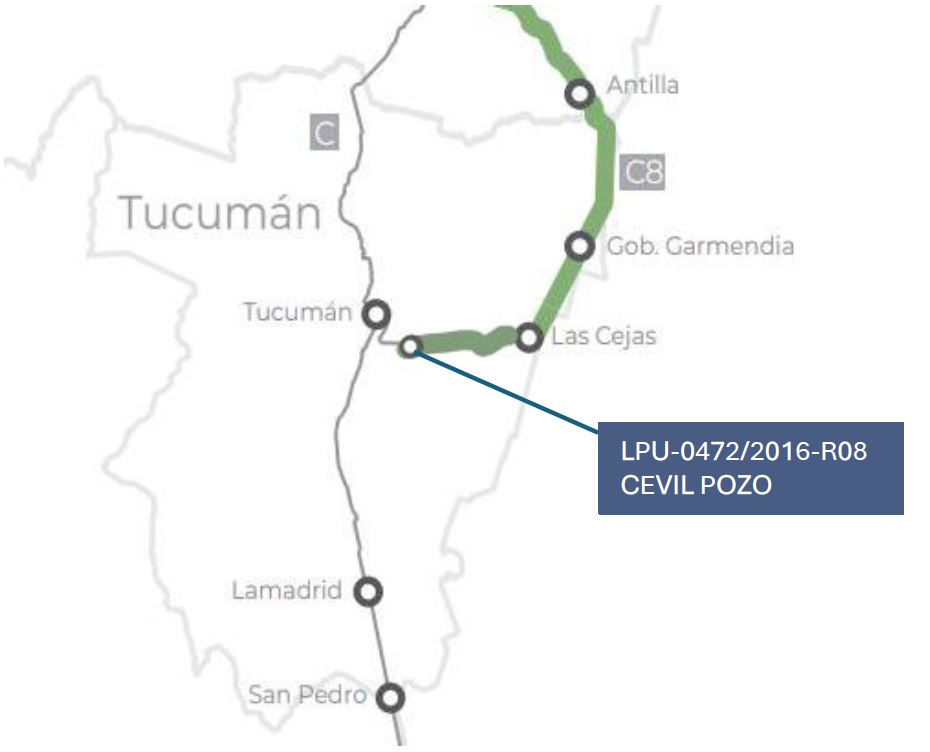 Antilla
C
C8
Tucumán
Gob. Garmendia
Tucumán
Las Cejas
LPU-0472/2016-R08
CEVIL POZO
Lamadrid
San Pedro